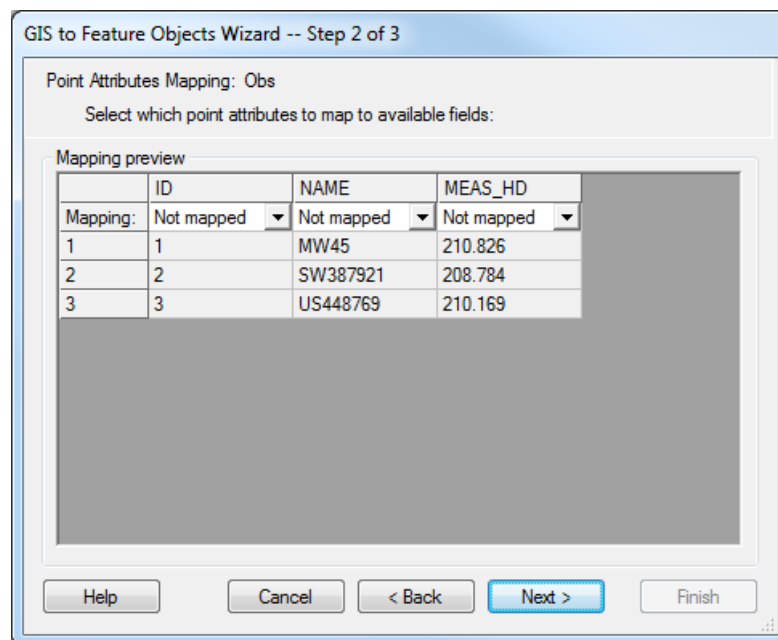 GIS to Feature Objects Wizard -- Step 2 of 3
Point Attributes Mapping: Obs
Select which point attributes to map to available fields:
Mapping preview
ID NAME MEAS_HD
Mapping: Not mapped Not mapped Not mapped
1 1 MW45 210.826
2 2 SW387921 208.784
3 3 US448769 210.169
Help Cancel < Back Next > Finish